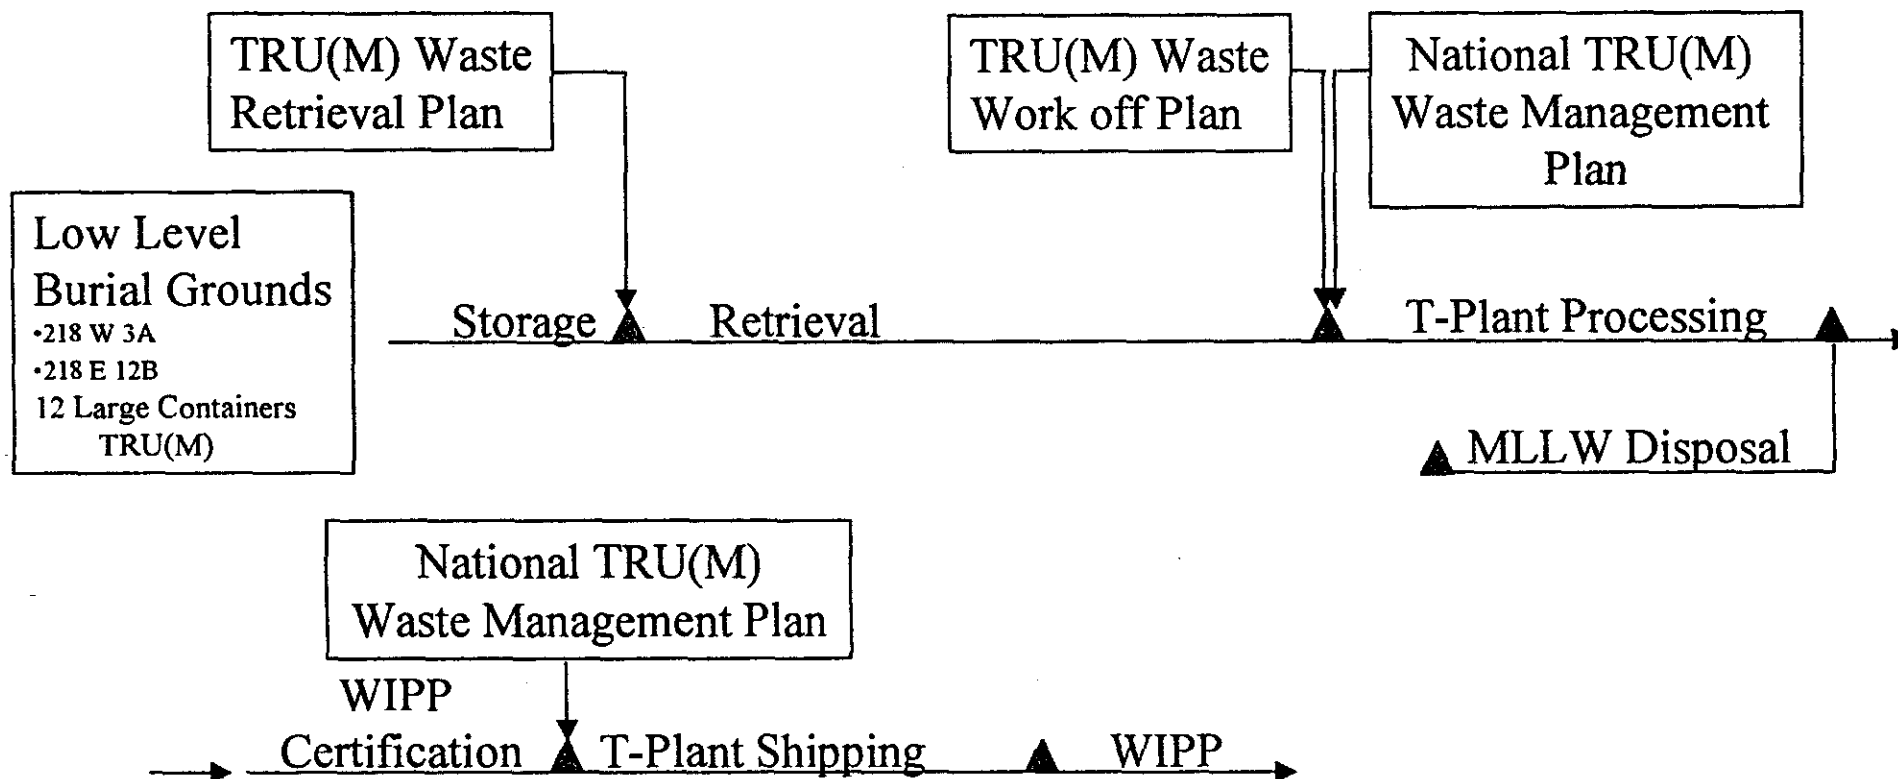 TRU(M) Waste
Retrieval Plan
TRU(M) Waste
Work off Plan
National TRU(M)
Waste Management
Plan
Low Level
Burial Grounds
•218 W 3A
•218 E 12B
12 Large Containers
TRU(M)
Storage
Retrieval
T-Plant Processing
MLLW Disposal
National TRU(M)
Waste Management Plan
WIPP
Certification
T-Plant Shipping
WIPP